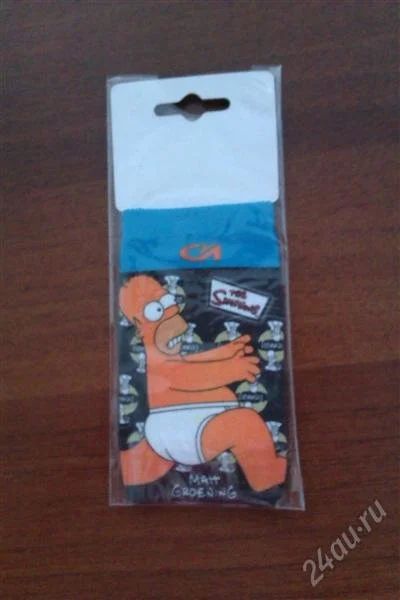 THE
SIMPSONS
MATT
GROENING
24au.ru